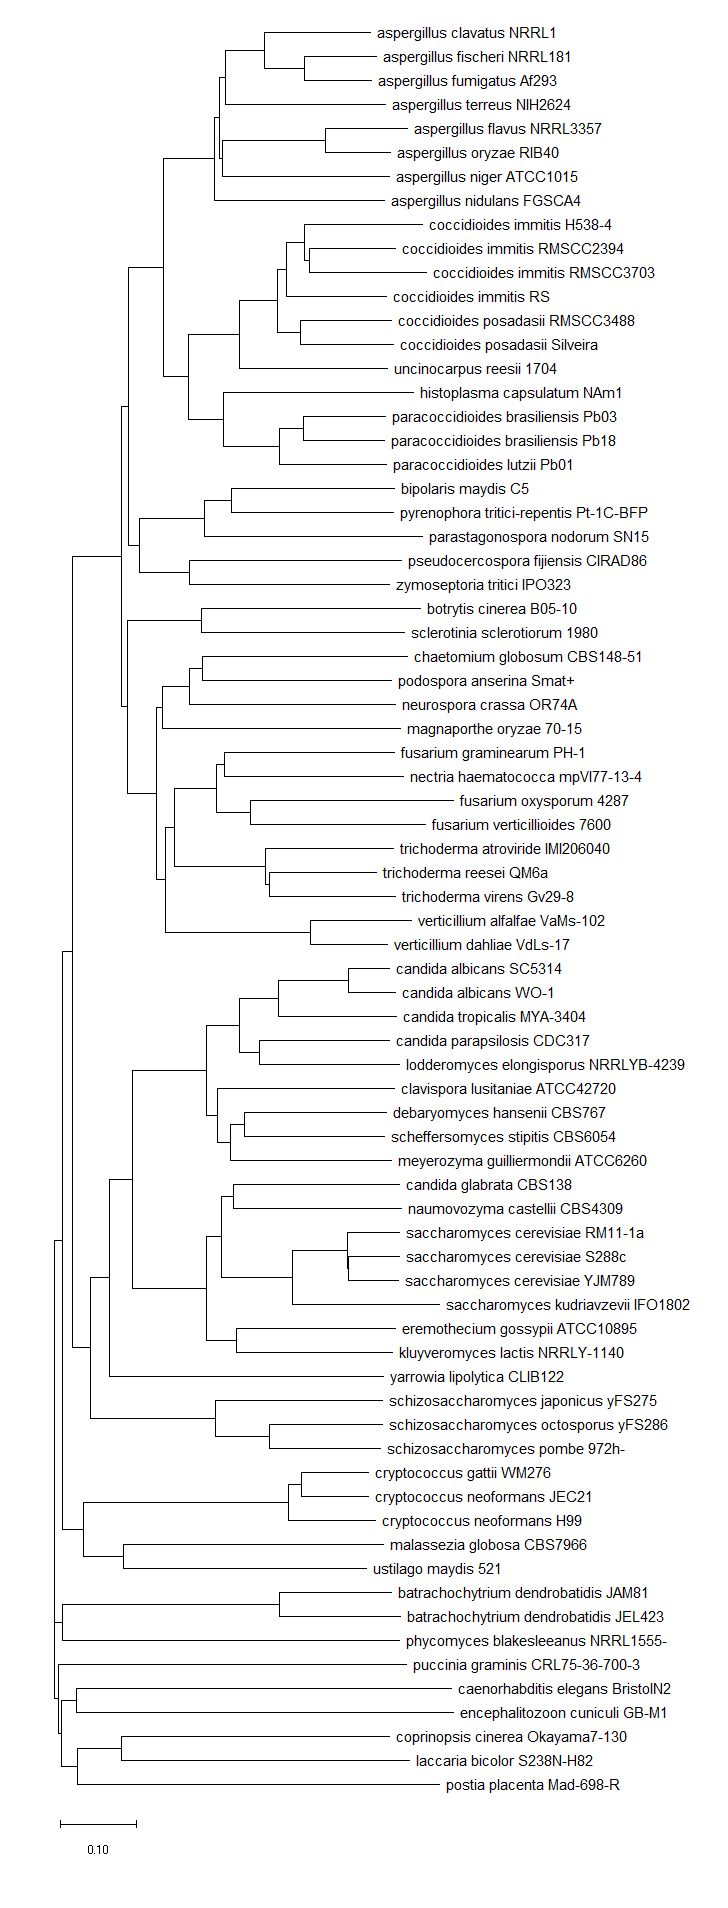 aspergillus clavatus NRRL1
aspergillus fischeri NRRL181
aspergillus fumigatus Af293
aspergillus terreus NIH2624
aspergillus flavus NRRL3357
aspergillus oryzae RIB40
aspergillus niger ATCC1015
aspergillus nidulans FGSCA4
coccidioides immitis H538-4
coccidioides immitis RMSCC2394
coccidioides immitis RMSCC3703
coccidioides immitis RS
coccidioides posadasii RMSCC3488
coccidioides posadasii Silveira
uncinocarpus reesii 1704
histoplasma capsulatum NAm1
paracoccidioides brasiliensis Pb03
paracoccidioides brasiliensis Pb18
paracoccidioides lutzii Pb01
bipolaris maydis C5
pyrenophora tritici-repentis Pt-1C-BFP
parastagonospora nodorum SN15
pseudocercospora fijiensis CIRAD86
zymoseptoria tritici IPO323
botrytis cinerea B05-10
sclerotinia sclerotiorum 1980
chaetomium globosum CBS148-51
podospora anserina Smat+
neurospora crassa OR74A
magnaporthe oryzae 70-15
fusarium graminearum PH-1
nectria haematococca mpVI77-13-4
fusarium oxysporum 4287
fusarium verticillioides 7600
trichoderma atroviride IMI206040
trichoderma reesei QM6a
trichoderma virens Gv29-8
verticillium alfalfae VaMs-102
verticillium dahliae VdLs-17
candida albicans SC5314
candida albicans WO-1
candida tropicalis MYA-3404
candida parapsilosis CDC317
lodderomyces elongisporus NRRLYB-4239
clavispora lusitaniae ATCC42720
debaryomyces hansenii CBS767
scheffersomyces stipitis CBS6054
meyerozyma guilliermondii ATCC6260
candida glabrata CBS138
naumovozyma castellii CBS4309
saccharomyces cerevisiae RM11-1a
saccharomyces cerevisiae S288c
saccharomyces cerevisiae YJM789
saccharomyces kudriavzevii IFO1802
eremothecium gossypii ATCC10895
kluyveromyces lactis NRRLY-1140
yarrowia lipolytica CLIB122
schizosaccharomyces japonicus yFS275
schizosaccharomyces octosporus yFS286
schizosaccharomyces pombe 972h-
cryptococcus gattii WM276
cryptococcus neoformans JEC21
cryptococcus neoformans H99
malassezia globosa CBS7966
ustilago maydis 521
batrachochytrium dendrobatidis JAM81
batrachochytrium dendrobatidis JEL423
phycomyces blakesleeanus NRRL1555-
puccinia graminis CRL75-36-700-3
caenorhabditis elegans BristolN2
encephalitozoon cuniculi GB-M1
coprinopsis cinerea Okayama7-130
laccaria bicolor S238N-H82
postia placenta Mad-698-R
0.10